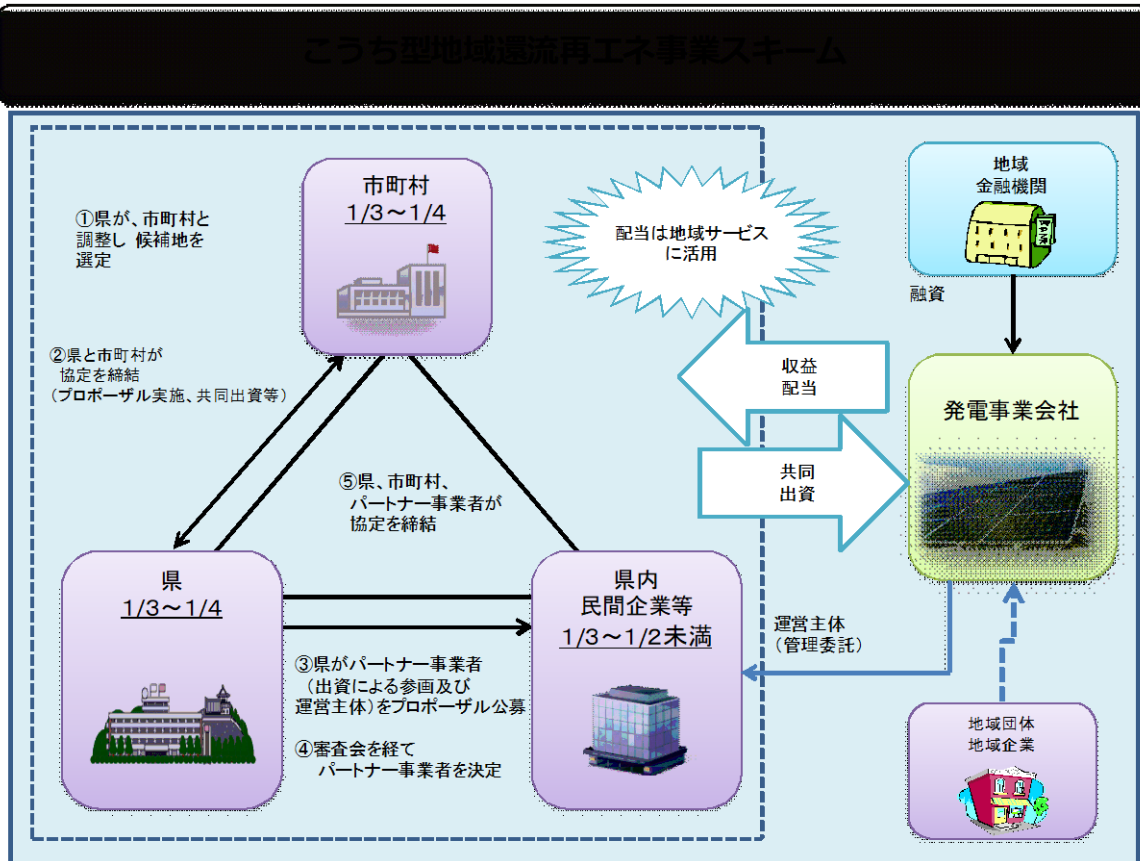 こうち型地域還流再エネ事業スキーム
市町村
1/3～1/4
①県が、市町村と
調整し 候補地を
選定
②県と市町村が
協定を締結
（プロポーザル実施、共同出資等）
⑤県、市町村、
パートナー事業者が
協定を締結
県
1/3～1/4
県内
民間企業等
1/3～1/2未満
③県がパートナー事業者
（出資による参画及び
運営主体）をプロポーザル公募
④審査会を経て
パートナー事業者を決定
配当は地域サービス
に活用
収益
配当
共同
出資
地域
金融機関
融資
発電事業会社
運営主体
（管理委託）
地域団体
地域企業